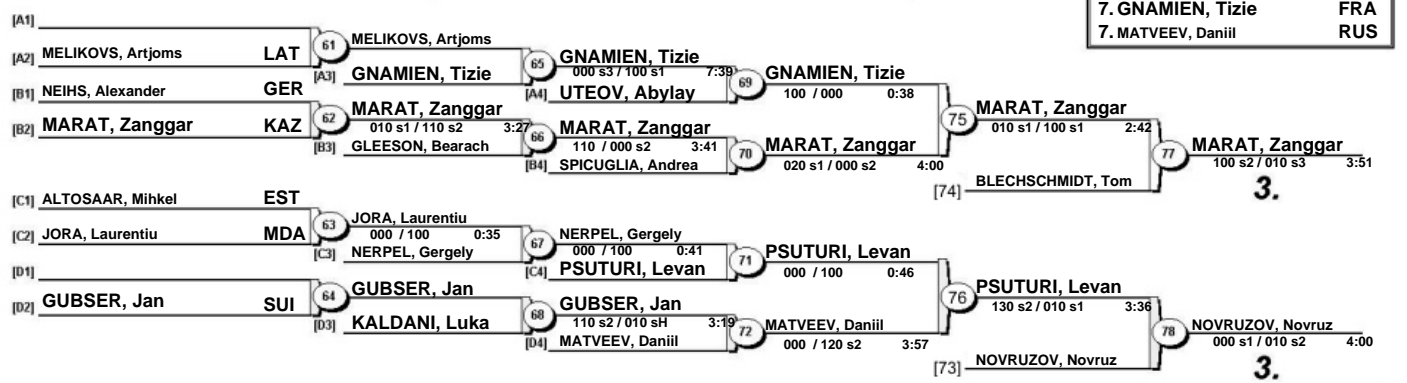 7. GNAMIEN, Tizie FRA
7. MATVEEV, Daniil RUS
[A1]
[A2] MELIKOVS, Artjoms LAT
61
MELIKOVS, Artjoms
[A3] GNAMIEN, Tizie
65
GNAMIEN, Tizie
000 s3 / 100 s1 7:39
[A4] UTEOV, Abylay
69
GNAMIEN, Tizie
100 / 000 0:38
[B1] NEIHS, Alexander GER
[B2] MARAT, Zanggar KAZ
62
MARAT, Zanggar
010 s1 / 110 s2 3:27
[B3] GLEESON, Bearach
66
MARAT, Zanggar
110 / 000 s2 3:41
[B4] SPICUGLIA, Andrea
70
MARAT, Zanggar
020 s1 / 000 s2 4:00
75
MARAT, Zanggar
010 s1 / 100 s1 2:42
[74] BLECHSCHMIDT, Tom
77
MARAT, Zanggar
100 s2 / 010 s3 3:51
3.
[C1] ALTOSAAR, Mihkel EST
[C2] JORA, Laurentiu MDA
63
JORA, Laurentiu
000 / 100 0:35
[C3] NERPEL, Gergely
67
NERPEL, Gergely
000 / 100 0:41
[C4] PSUTURI, Levan
71
PSUTURI, Levan
000 / 100 0:46
[D1]
[D2] GUBSER, Jan SUI
64
GUBSER, Jan
[D3] KALDANI, Luka
68
GUBSER, Jan
110 s2 / 010 sH 3:19
[D4] MATVEEV, Daniil
72
MATVEEV, Daniil
000 / 120 s2 3:57
76
PSUTURI, Levan
130 s2 / 010 s1 3:36
[73] NOVRUZOV, Novruz
78
NOVRUZOV, Novruz
000 s1 / 010 s2 4:00
3.